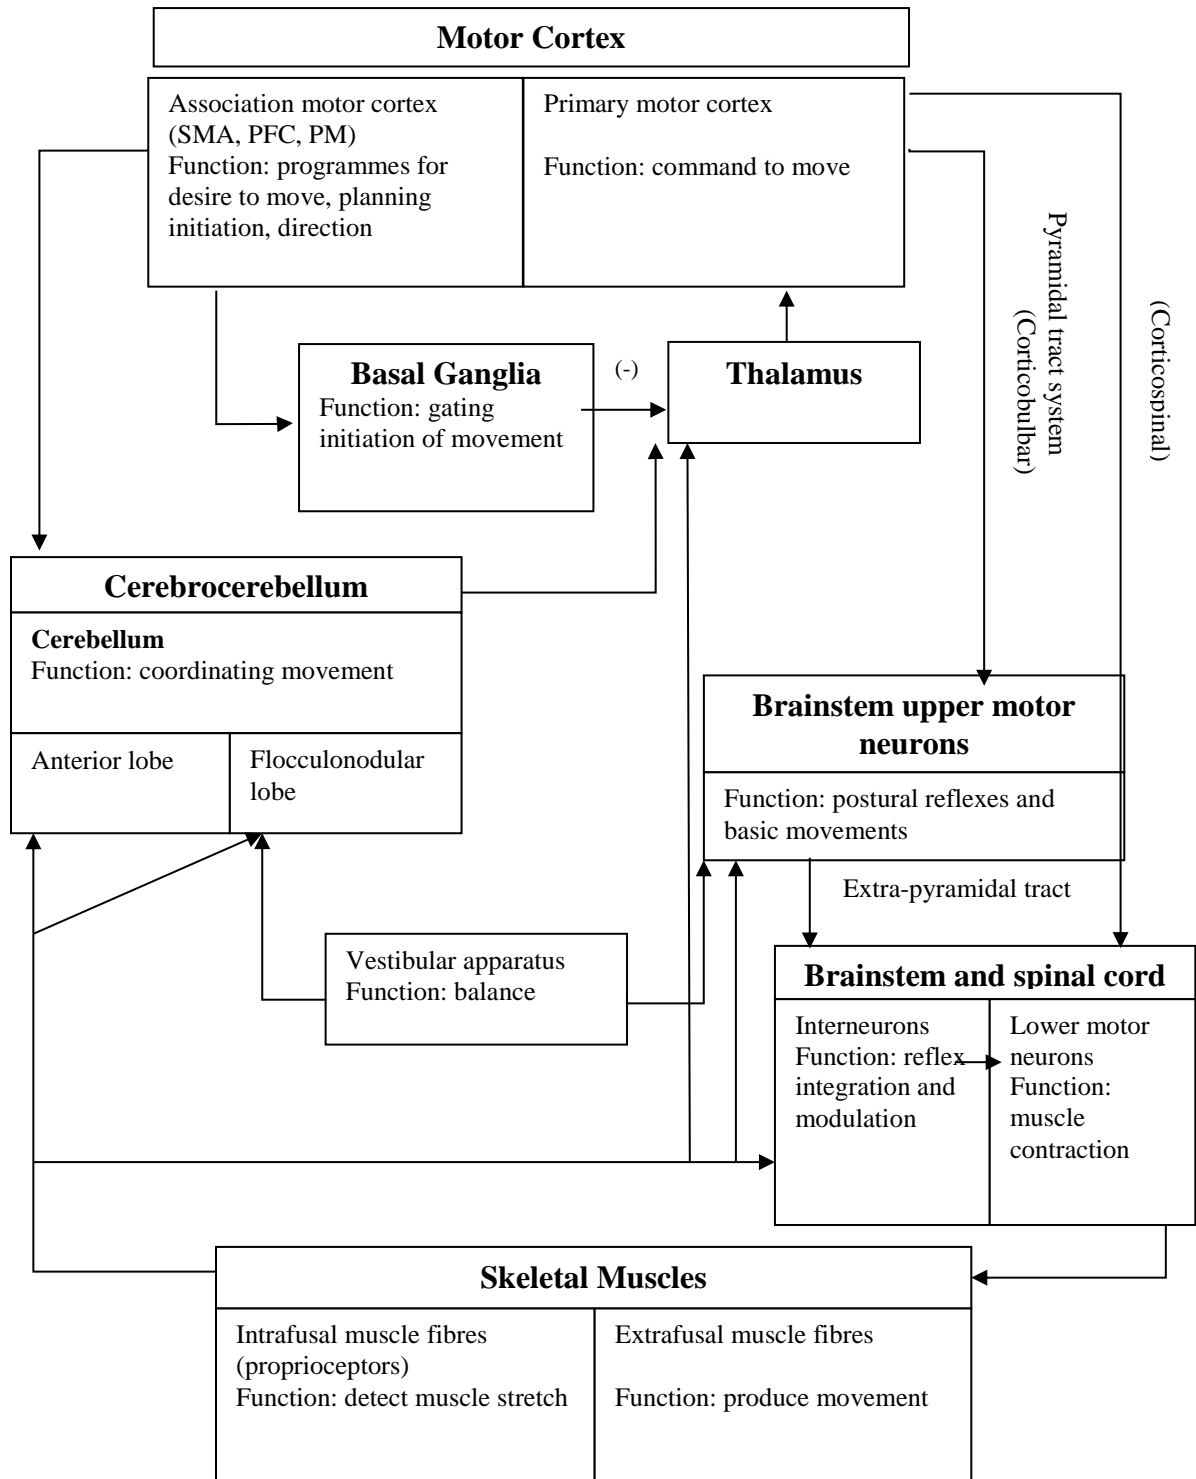 Motor Cortex
Association motor cortex
(SMA, PFC, PM)
Function: programmes for
desire to move, planning
initiation, direction
Primary motor cortex
Function: command to move
Pyramidal tract system
(Corticobulbar)
(Corticospinal)
Basal Ganglia
Function: gating
initiation of movement
(-)
Thalamus
Cerebrocerebellum
Cerebellum
Function: coordinating movement
Anterior lobe
Flocculonodular
lobe
Brainstem upper motor
neurons
Function: postural reflexes and
basic movements
Extra-pyramidal tract
Vestibular apparatus
Function: balance
Brainstem and spinal cord
Interneurons
Function: reflex
integration and
modulation
Lower motor
neurons
Function:
muscle
contraction
Skeletal Muscles
Intrafusal muscle fibres
(proprioceptors)
Function: detect muscle stretch
Extrafusal muscle fibres
Function: produce movement